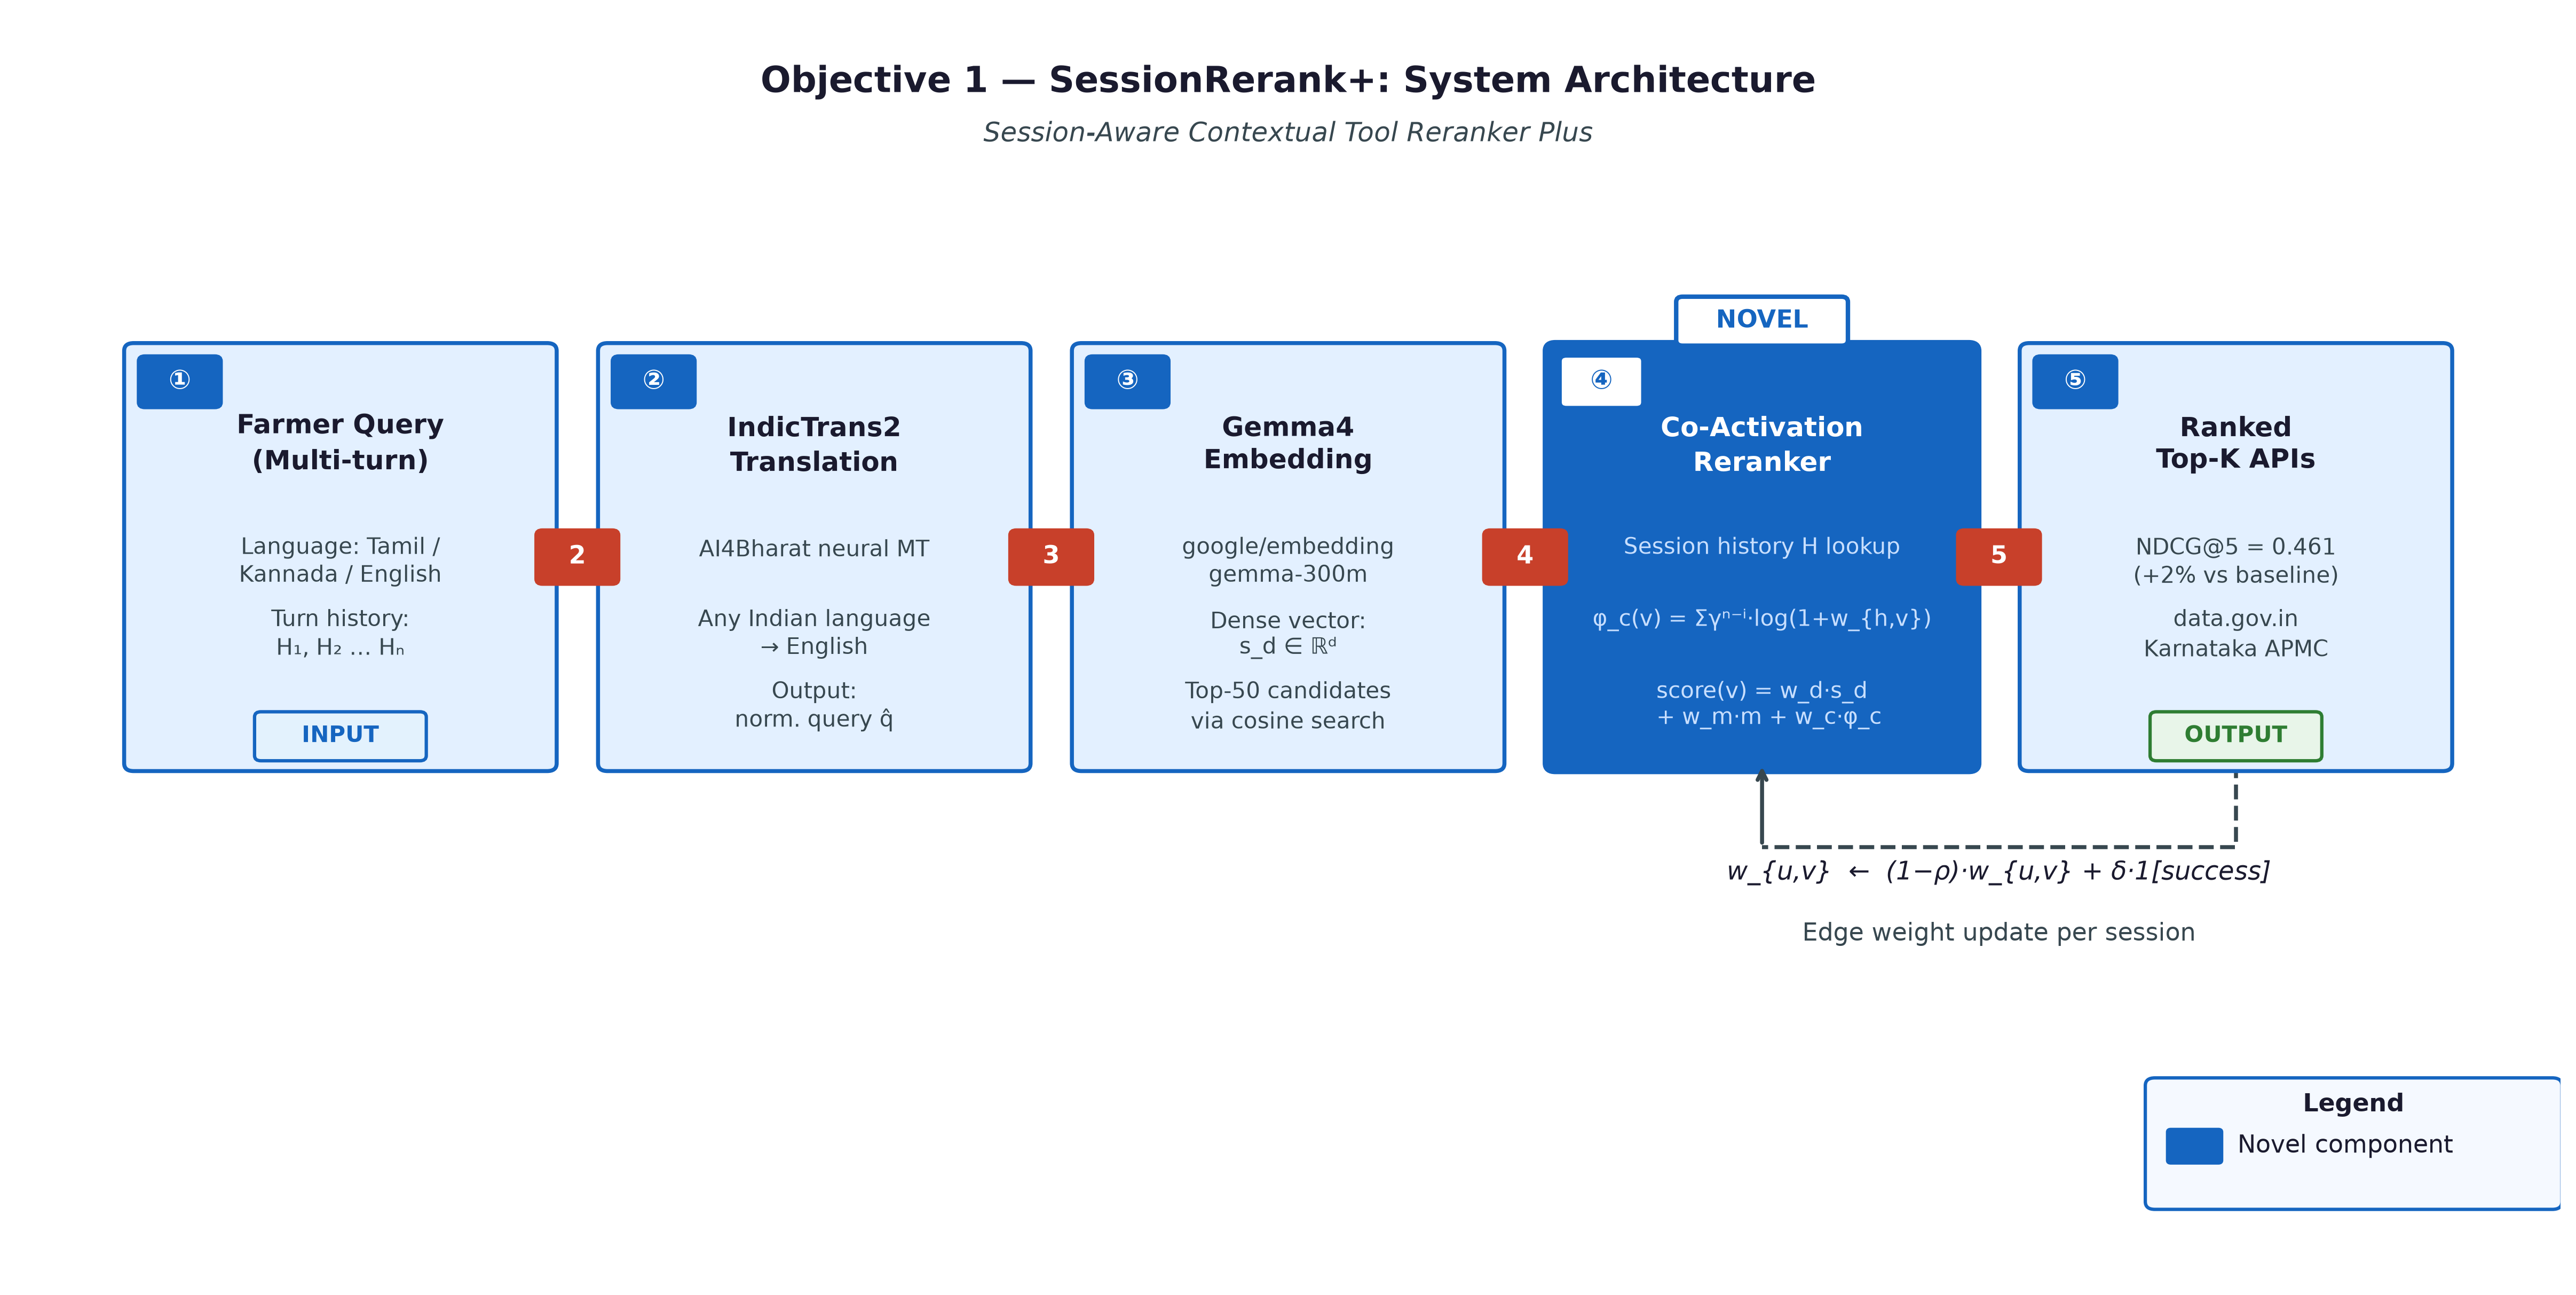 Objective 1 — SessionRerank+: System Architecture
Session-Aware Contextual Tool Reranker Plus
①
Farmer Query
(Multi-turn)
Language: Tamil /
Kannada / English
Turn history:
H₁, H₂ … Hₙ
INPUT
2
②
IndicTrans2
Translation
AI4Bharat neural MT
Any Indian language
→ English
Output:
norm. query q̂
3
③
Gemma4
Embedding
google/embedding
gemma-300m
Dense vector:
s_d ∈ ℝᵈ
Top-50 candidates
via cosine search
4
NOVEL
④
Co-Activation
Reranker
Session history H lookup
φ_c(v) = Σγⁿ⁻ⁱ·log(1+w_{h,v})
score(v) = w_d·s_d
+ w_m·m + w_c·φ_c
5
⑤
Ranked
Top-K APIs
NDCG@5 = 0.461
(+2% vs baseline)
data.gov.in
Karnataka APMC
OUTPUT
w_{u,v} ← (1−ρ)·w_{u,v} + δ·1[success]
Edge weight update per session
Legend
Novel component